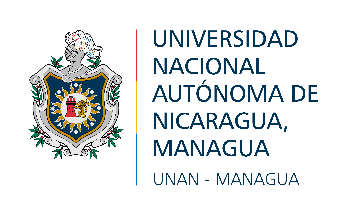 UNIVERSIDAD
NACIONAL
AUTÓNOMA DE
NICARAGUA,
MANAGUA
UNAN - MANAGUA